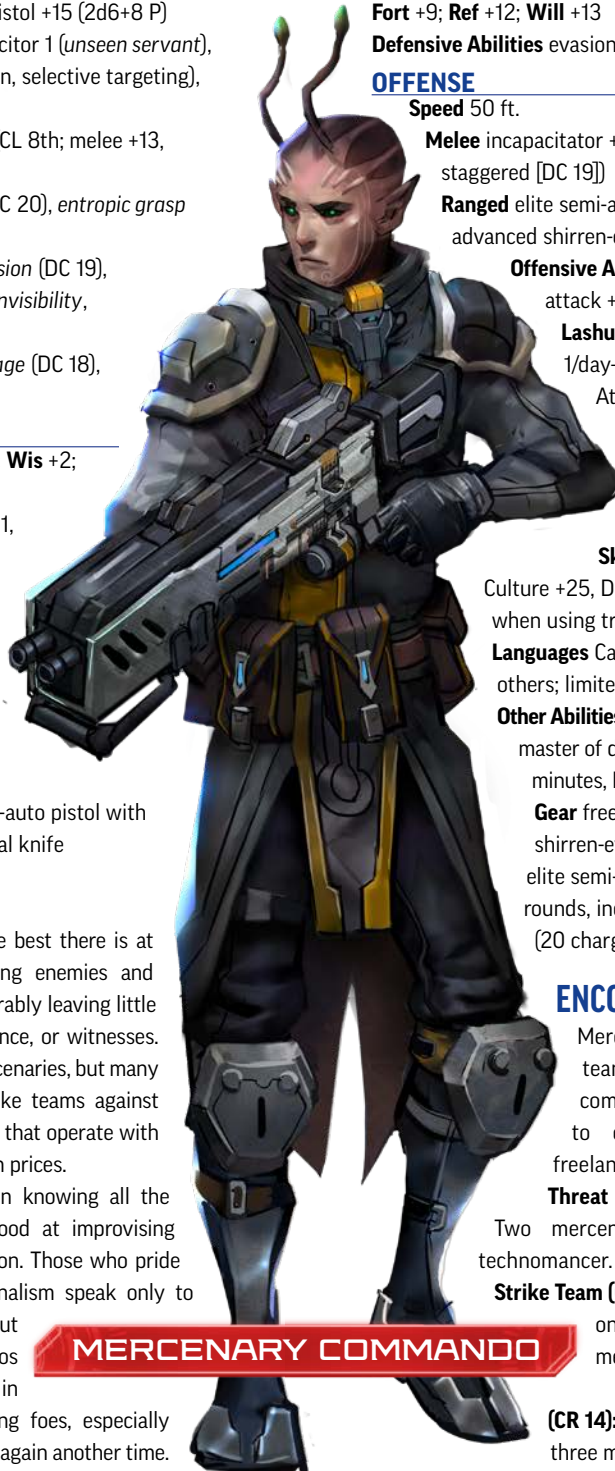 istol +15 (2d6+8 P)
citor 1 (unseen servant),
n, selective targeting),
CL 8th; melee +13,
C 20), entropic grasp
sion (DC 19),
nvisibility,
age (DC 18),
Wis +2;
1,
-auto pistol with
al knife
e best there is at
ng enemies and
rably leaving little
nce, or witnesses.
cenaries, but many
ke teams against
that operate with
n prices.
n knowing all the
ood at improvising
on. Those who pride
nalism speak only to
ut
os
in
ng foes, especially
again another time.
MERCENARY COMMANDO
Fort +9; Ref +12; Will +13
Defensive Abilities evasion
OFFENSE
Speed 50 ft.
Melee incapacitator +
staggered [DC 19])
Ranged elite semi-a
advanced shirren-e
Offensive A
attack +
Lashu
1/day-
At
Sk
Culture +25, D
when using tr
Languages Ca
others; limite
Other Abilities
master of d
minutes, l
Gear free
shirren-e
elite semi-
rounds, inc
(20 charg
ENCO
Merc
team
com
to
freelan
Threat
Two mercen
technomancer.
Strike Team (
on
me
(CR 14):
three m